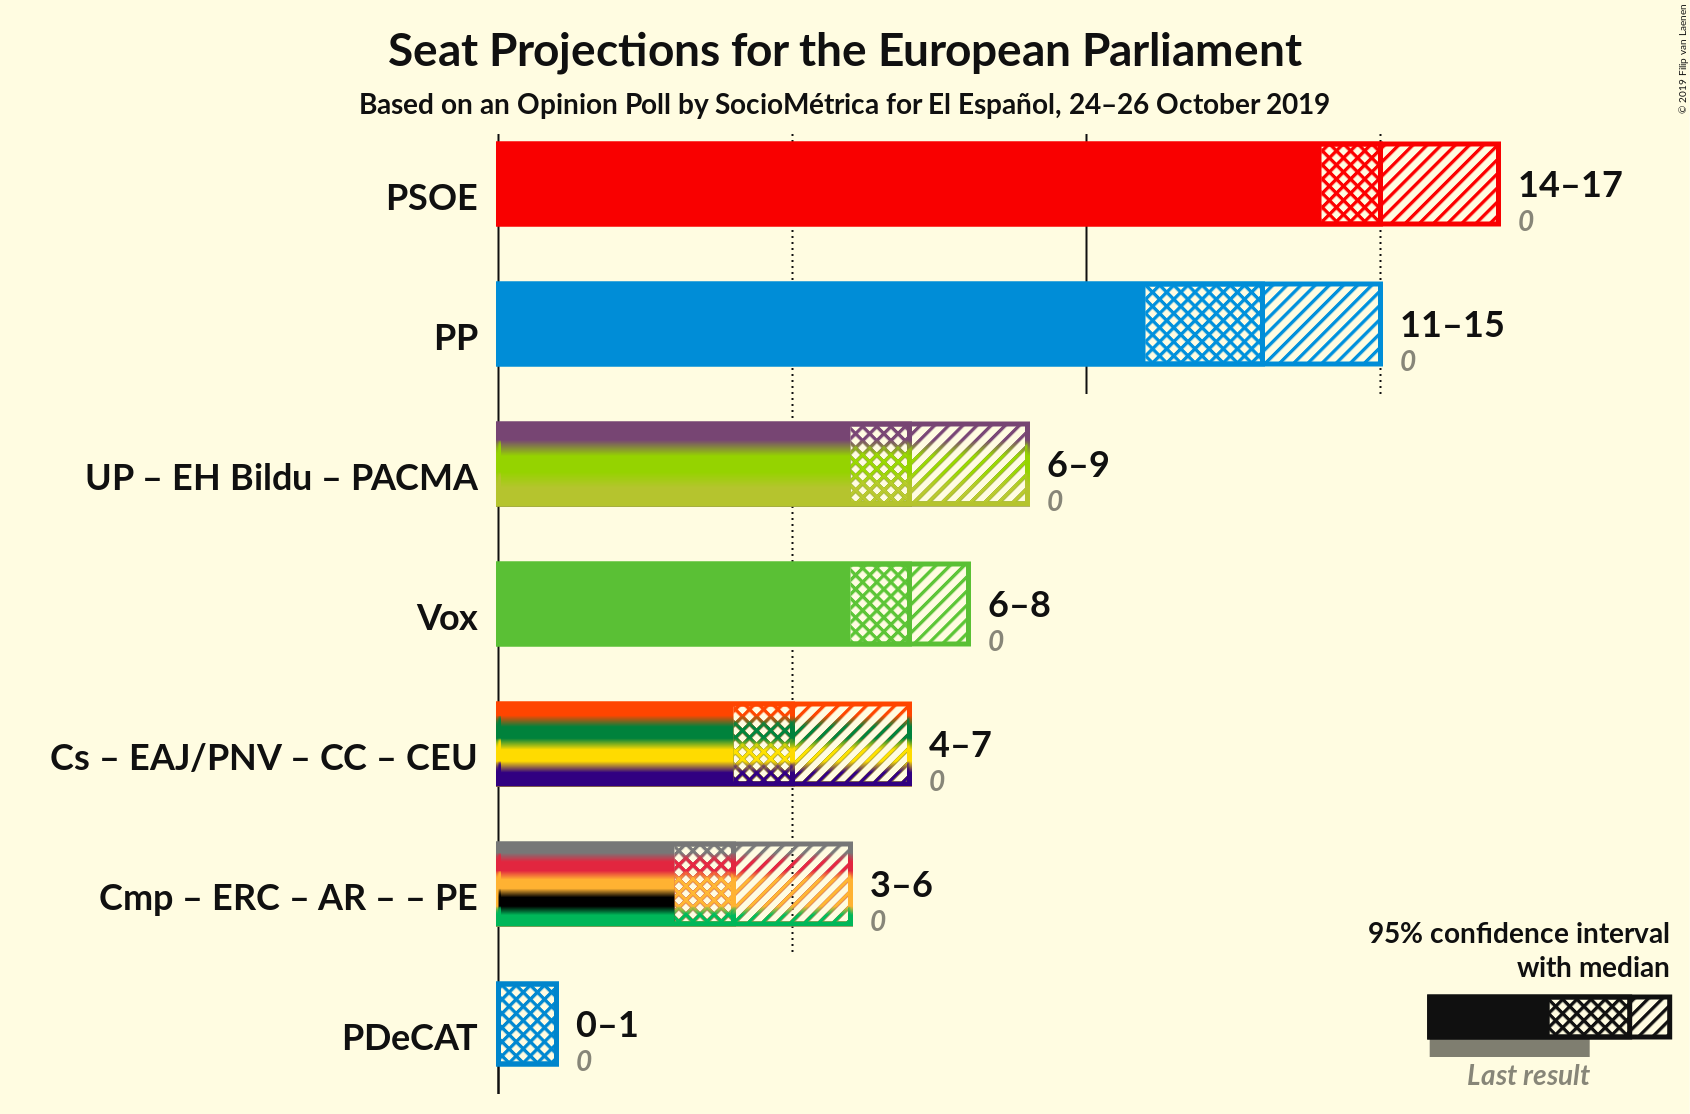 Seat Projections for the European Parliament
Based on an Opinion Poll by SocioMétrica for El Español, 24–26 October 2019
© 2019 Filip van Laenen
PSOE
14–17
0
PP
11–15
0
UP – EH Bildu – PACMA
6–9
0
Vox
6–8
0
Cs – EAJ/PNV – CC – CEU
4–7
0
Cmp – ERC – AR – – PE
3–6
0
PDeCAT
0–1
0
95% confidence interval
with median
Last result